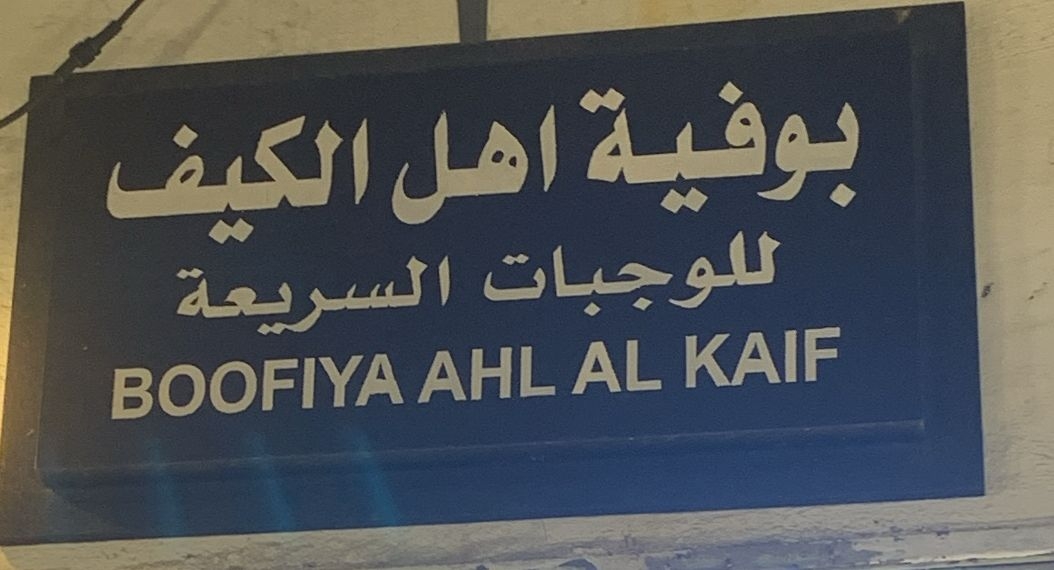 بوفية اهل الكيف
للوجبات السريعة
BOOFIYA AHL AL KAIF